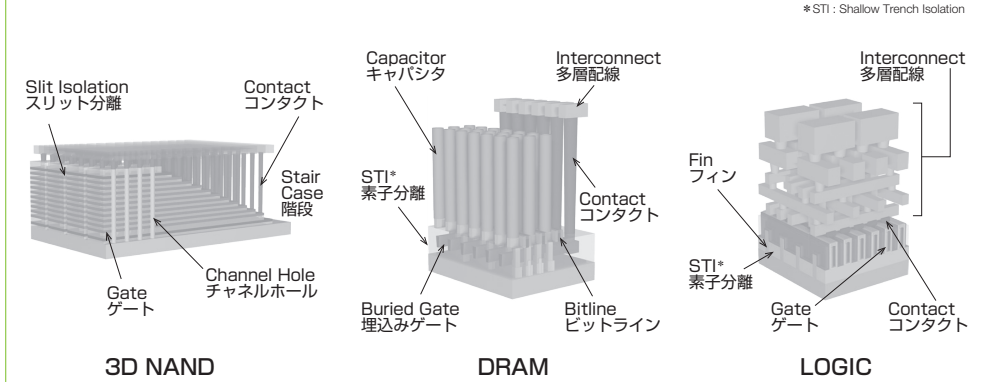 *STI : Shallow Trench Isolation
Slit Isolation
スリット分離
Contact
コンタクト
Stair
Case
階段
Gate
ゲート
Channel Hole
チャネルホール
3D NAND
Capacitor
キャパシタ
Interconnect
多層配線
STI*
素子分離
Contact
コンタクト
Buried Gate
埋込みゲート
Bitline
ビットライン
DRAM
Interconnect
多層配線
Fin
フィン
STI*
素子分離
Gate
ゲート
Contact
コンタクト
LOGIC